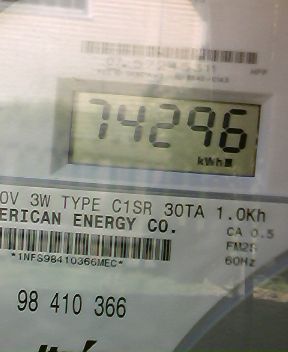 74296
kWh
0V 3W TYPE C1SR 30TA 1.0Kh
ERICAN ENERGY CO.
CA 0.5
FM2S
60Hz
*1NFS98410366MEC*
98 410 366